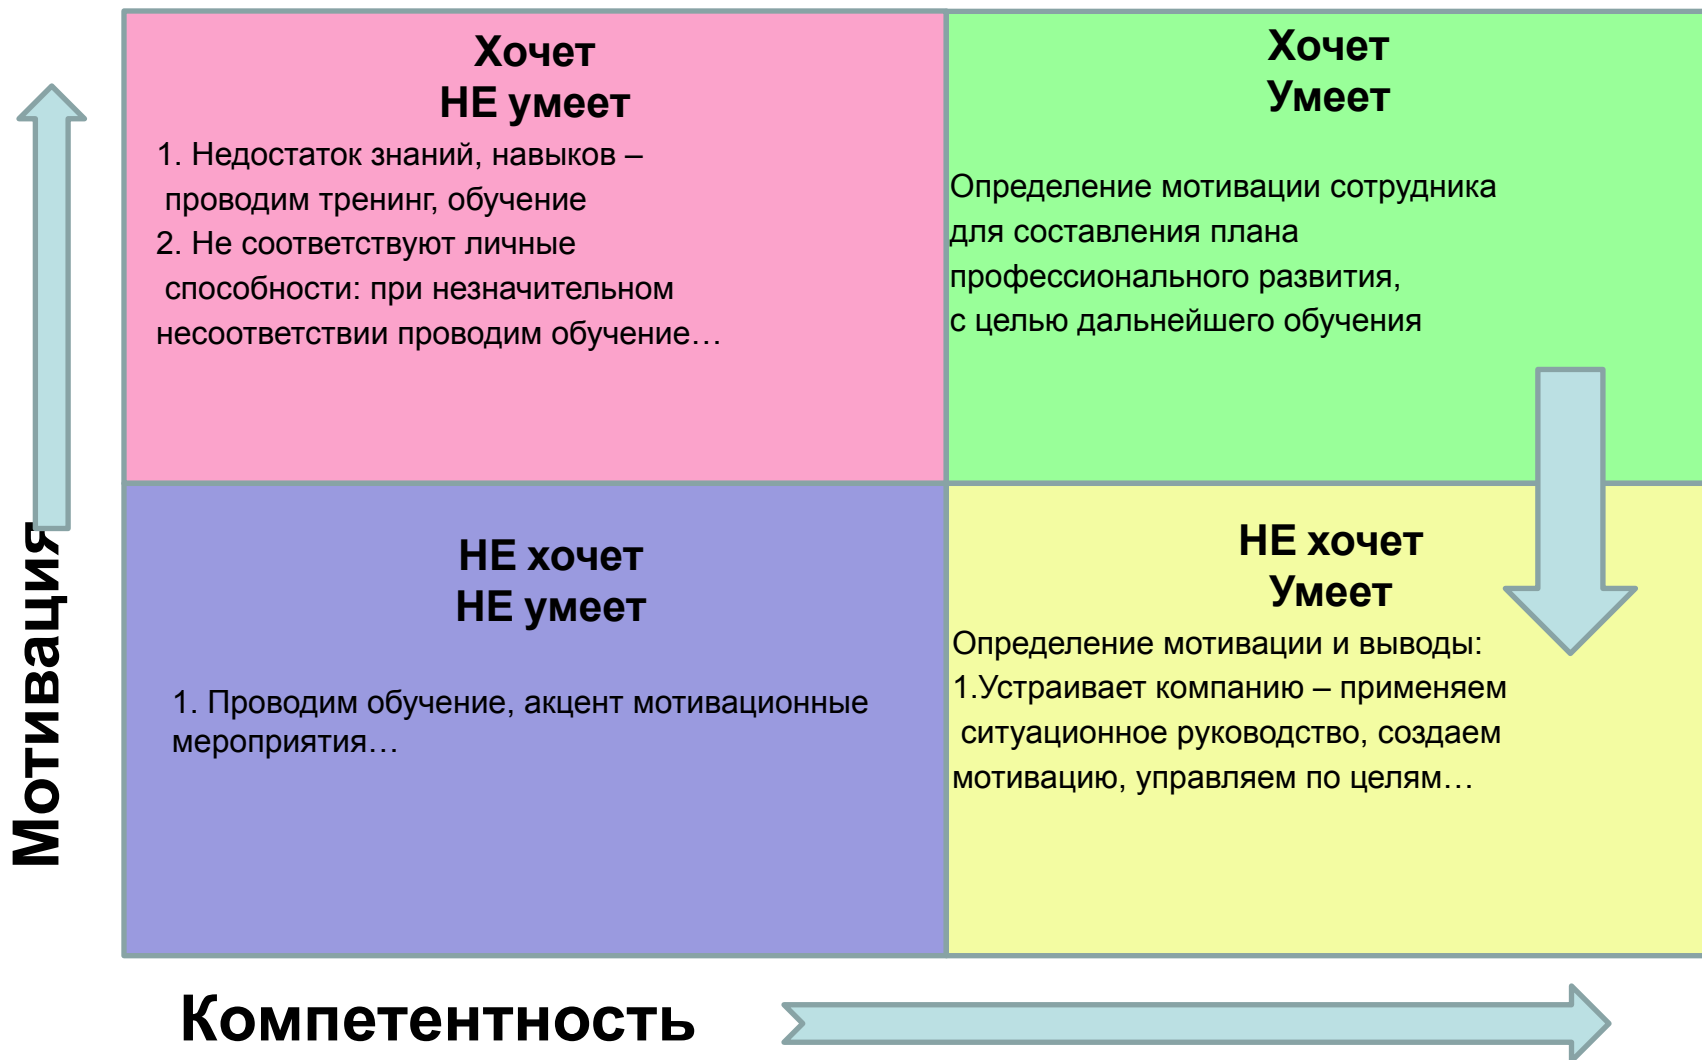 Хочет
НЕ умеет
1. Недостаток знаний, навыков –
проводим тренинг, обучение
2. Не соответствуют личные
способности: при незначительном
несоответствии проводим обучение…
Хочет
Умеет
Определение мотивации сотрудника
для составления плана
профессионального развития,
с целью дальнейшего обучения
Мотивация
НЕ хочет
НЕ умеет
1. Проводим обучение, акцент мотивационные
мероприятия…
НЕ хочет
Умеет
Определение мотивации и выводы:
1.Устраивает компанию – применяем
ситуационное руководство, создаем
мотивацию, управляем по целям…
Компетентность